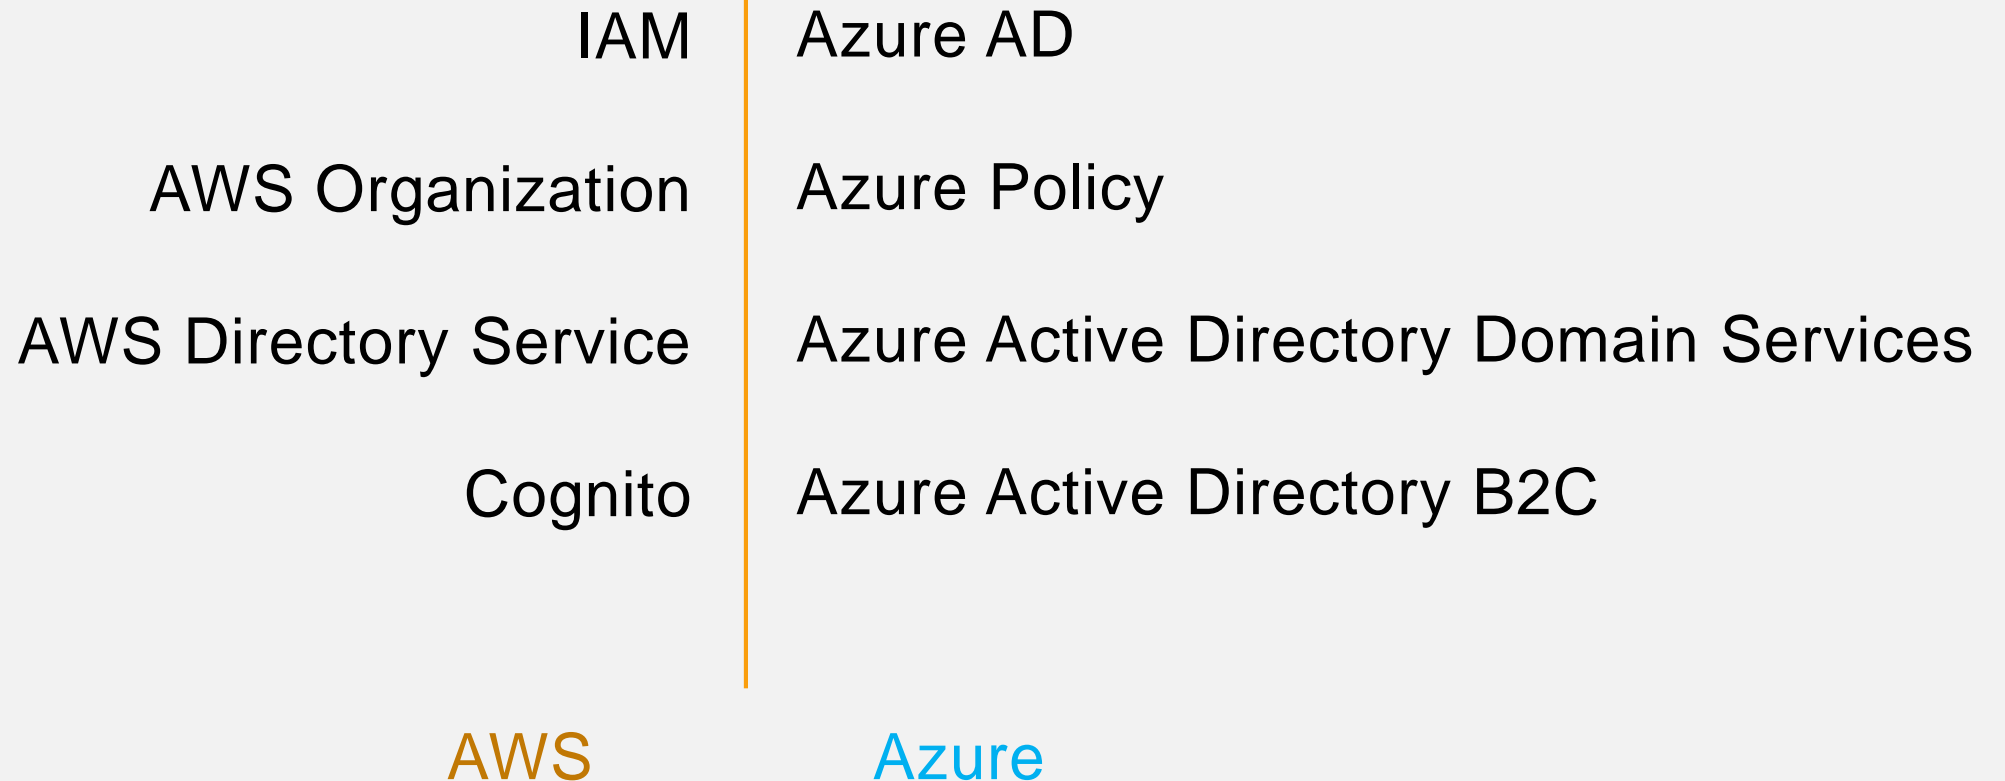 IAM
Azure AD
AWS Organization
Azure Policy
AWS Directory Service
Azure Active Directory Domain Services
Cognito
Azure Active Directory B2C
AWS
Azure